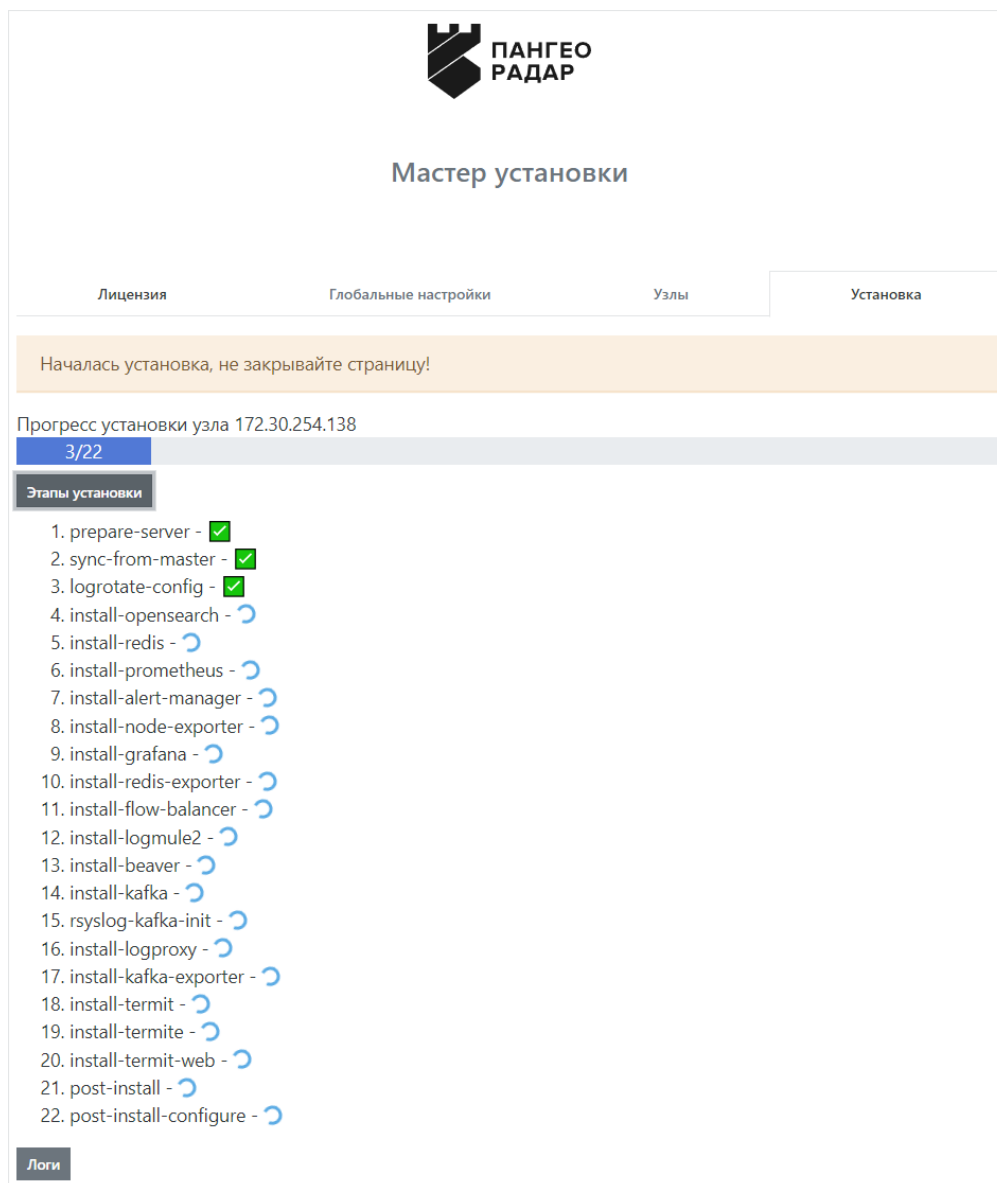 ПАНГЕО
РАДАР
Мастер установки
Лицензия Глобальные настройки Узлы Установка
Началась установка, не закрывайте страницу!
Прогресс установки узла 172.30.254.138
3/22
Этапы установки
1. prepare-server -
2. sync-from-master -
3. logrotate-config -
4. install-opensearch -
5. install-redis -
6. install-prometheus -
7. install-alert-manager -
8. install-node-exporter -
9. install-grafana -
10. install-redis-exporter -
11. install-flow-balancer -
12. install-logmule2 -
13. install-beaver -
14. install-kafka -
15. rsyslog-kafka-init -
16. install-logproxy -
17. install-kafka-exporter -
18. install-termit -
19. install-termite -
20. install-termit-web -
21. post-install -
22. post-install-configure -
Логи